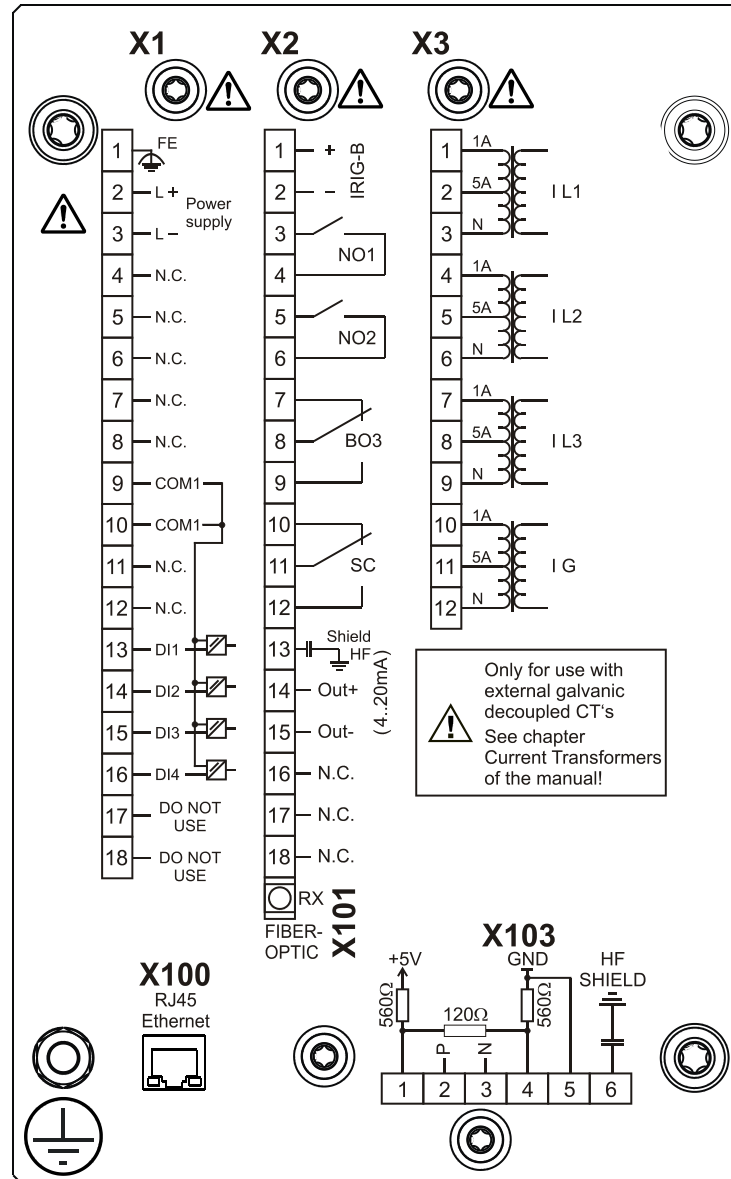 X1
1 FE
2 L+
Power
supply
3 L−
4 N.C.
5 N.C.
6 N.C.
7 N.C.
8 N.C.
9 COM1
10 COM1
11 N.C.
12 N.C.
13 DI1
14 DI2
15 DI3
16 DI4
17 DO NOT
USE
18 DO NOT
USE
X2
1 +
IRIG-B
2 −
3
NO1
4
5
NO2
6
7
8 BO3
9
10
11 SC
12
13 Shield
HF
14 Out+
(4..20mA)
15 Out-
16 N.C.
17 N.C.
18 N.C.
RX
FIBER-
OPTIC
X101
X3
1 1A
2 5A I L1
3 N
4 1A
5 5A I L2
6 N
7 1A
8 5A I L3
9 N
10 1A
11 5A I G
12 N
Only for use with
external galvanic
decoupled CT‘s
See chapter
Current Transformers
of the manual!
X100
RJ45
Ethernet
X103
+5V GND HF
SHIELD
560Ω 120Ω 560Ω
P N
1 2 3 4 5 6